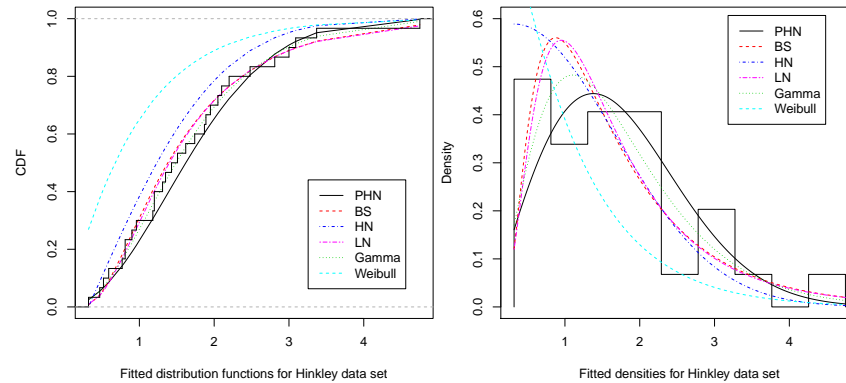 CDF
0.0 0.2 0.4 0.6 0.8 1.0
PHN
BS
HN
LN
Gamma
Weibull
1 2 3 4
Fitted distribution functions for Hinkley data set
Density
0.0 0.1 0.2 0.3 0.4 0.5 0.6
PHN
BS
HN
LN
Gamma
Weibull
1 2 3 4
Fitted densities for Hinkley data set